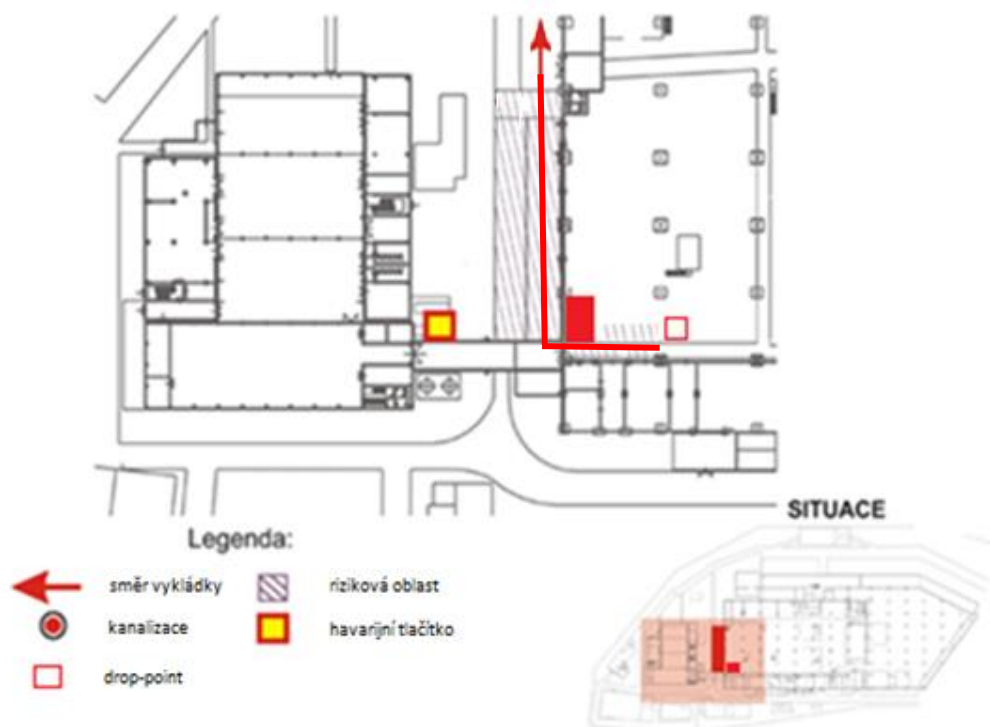 SITUACE
Legenda:
směr vykládky
riziková oblast
kanalizace
havarijní tlačítko
drop-point